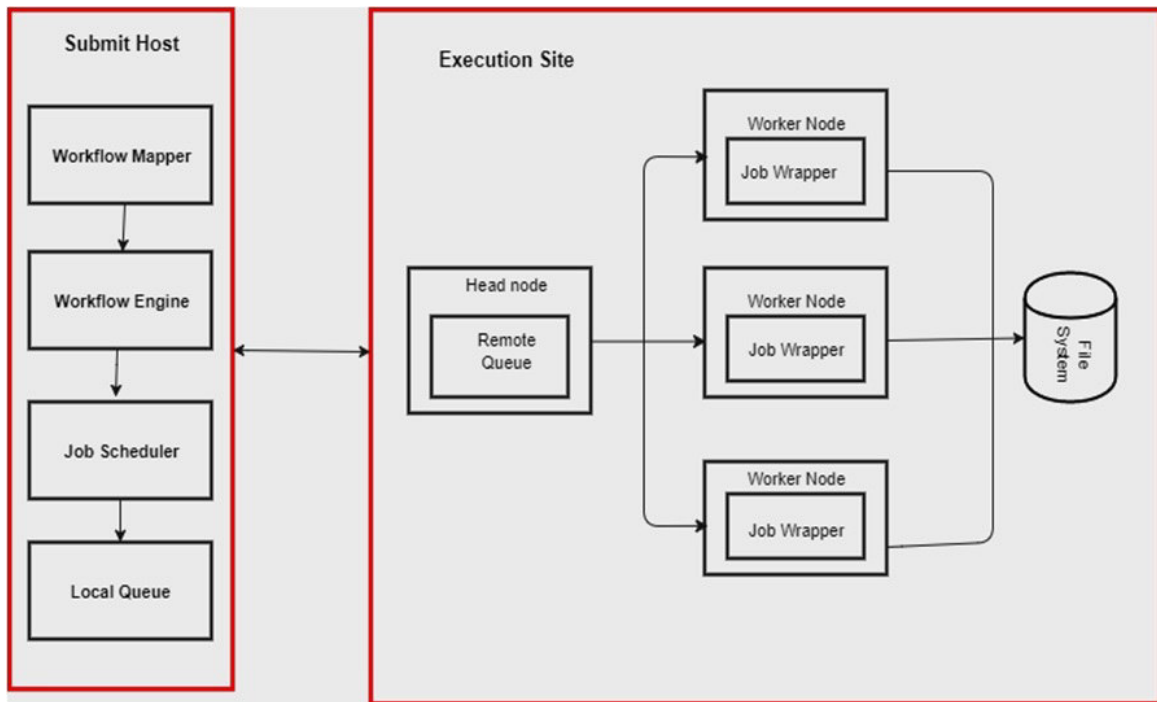 Submit Host
Workflow Mapper
Workflow Engine
Job Scheduler
Local Queue
Execution Site
Head node
Remote
Queue
Worker Node
Job Wrapper
Worker Node
Job Wrapper
Worker Node
Job Wrapper
File
System